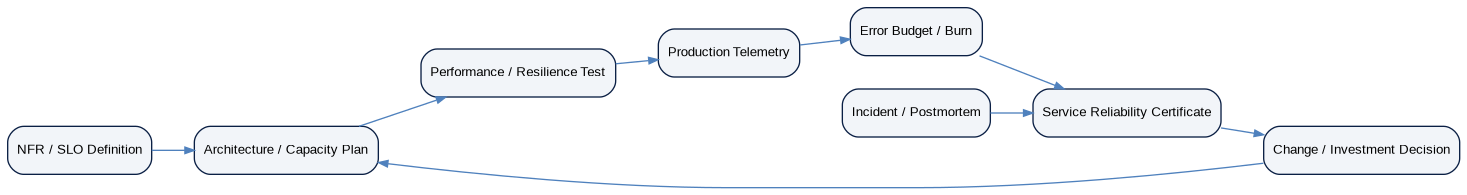 NFR / SLO Definition
Architecture / Capacity Plan
Performance / Resilience Test
Production Telemetry
Error Budget / Burn
Incident / Postmortem
Service Reliability Certificate
Change / Investment Decision